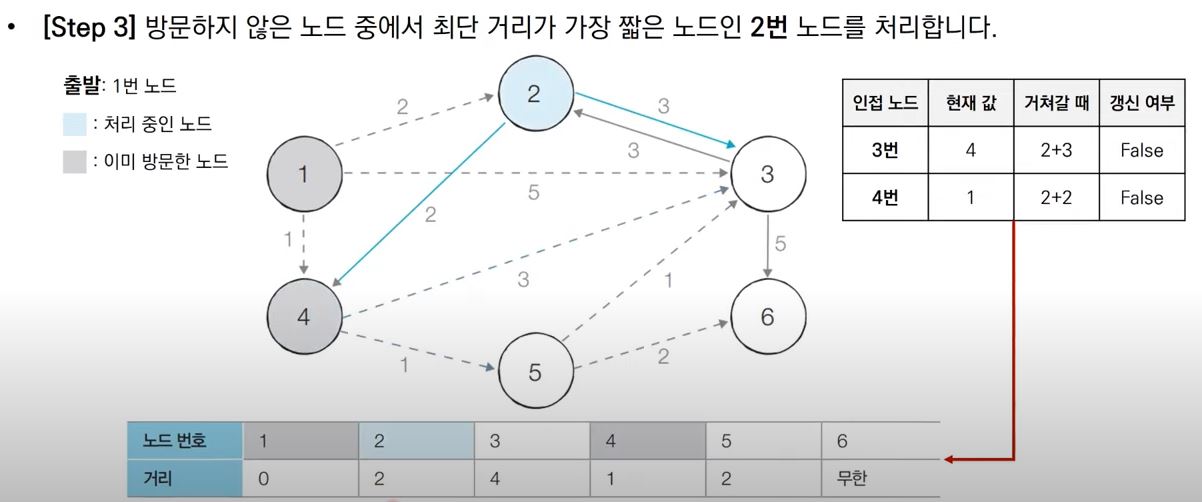 • [Step 3] 방문하지 않은 노드 중에서 최단 거리가 가장 짧은 노드인 2번 노드를 처리합니다.
출발: 1번 노드
: 처리 중인 노드
: 이미 방문한 노드
2
2
3
3
1
5
3
2
1
5
3
1
4
6
1
5
2
인접 노드 현재 값 거쳐갈 때 갱신 여부
3번 4 2+3 False
4번 1 2+2 False
노드 번호 1 2 3 4 5 6
거리 0 2 4 1 2 무한